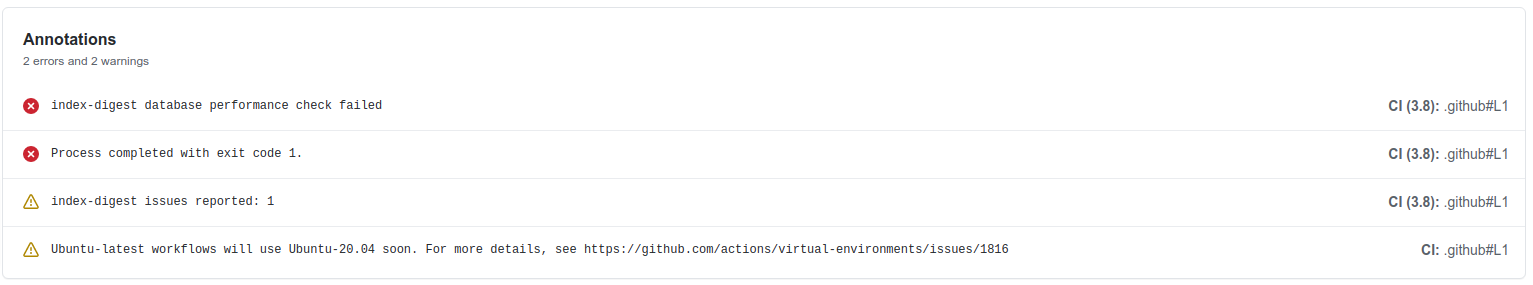 Annotations
2 errors and 2 warnings
index-digest database performance check failed CI (3.8): .github#L1
Process completed with exit code 1. CI (3.8): .github#L1
index-digest issues reported: 1 CI (3.8): .github#L1
Ubuntu-latest workflows will use Ubuntu-20.04 soon. For more details, see https://github.com/actions/virtual-environments/issues/1816 CI: .github#L1